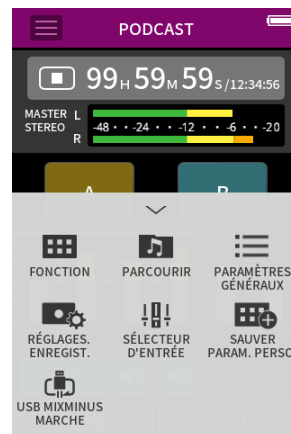 PODCAST
99H59M59S/12:34:56
MASTER L
STEREO
-48 · · -24 · · -12 · · -6 · · -20
R
A
FONCTION
PARCOURIR
PARAMÈTRES
GÉNÉRAUX
RÉGLAGES.
ENREGIST.
SÉLECTEUR
D'ENTRÉE
SAUVER
PARAM. PERSO
USB MIXMINUS
MARCHE